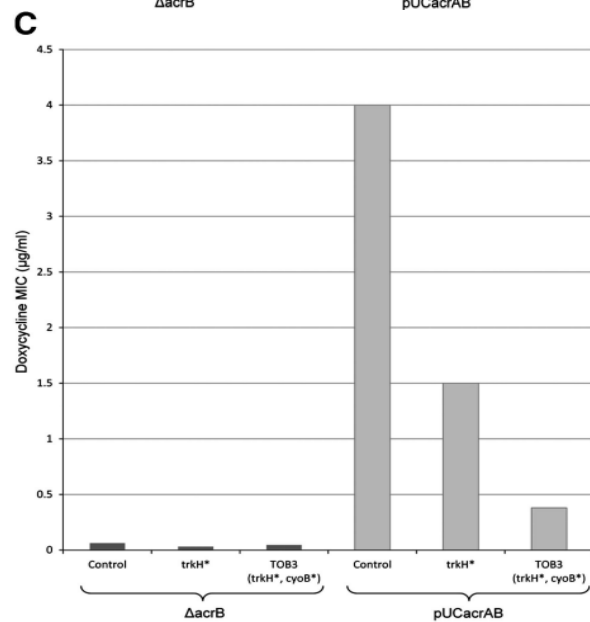 ΔacrB pUCacrAB
C
4.5
4
3.5
3
2.5
2
1.5
1
0.5
0
Doxycycline MIC (µg/ml)
Control trkH* TOB3 Control trkH* TOB3
(trkH*, cyoB*) (trkH*, cyoB*)
ΔacrB pUCacrAB